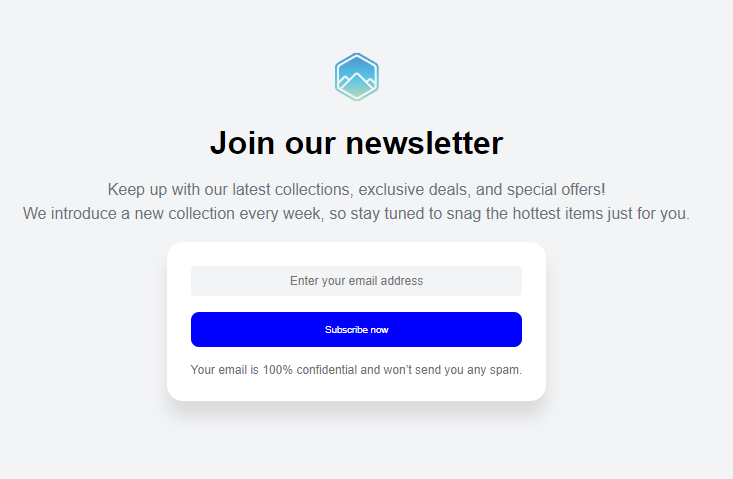 Join our newsletter
Keep up with our latest collections, exclusive deals, and special offers!
We introduce a new collection every week, so stay tuned to snag the hottest items just for you.
Enter your email address
Subscribe now
Your email is 100% confidential and won't send you any spam.